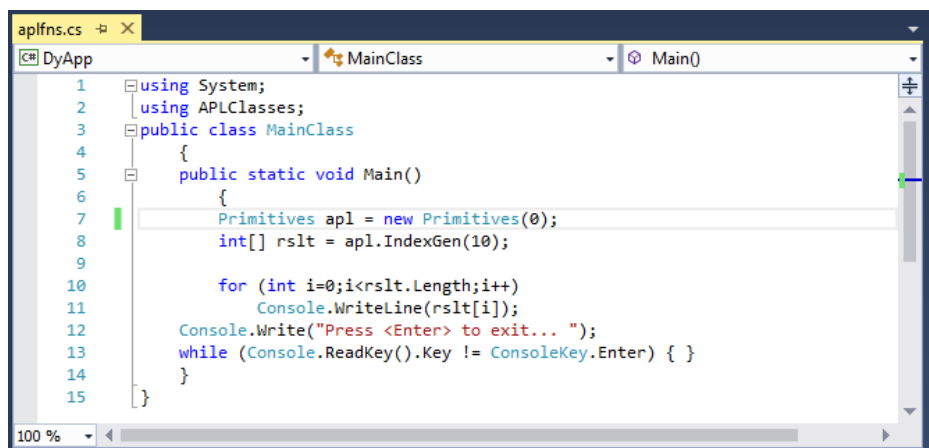 aplfns.cs
C# DyApp MainClass Main()
1 using System;
2 using APLClasses;
3 public class MainClass
4 {
5 public static void Main()
6 {
7 Primitives apl = new Primitives(0);
8 int[] rslt = apl.IndexGen(10);
9
10 for (int i=0;i<rslt.Length;i++)
11 Console.WriteLine(rslt[i]);
12 Console.Write("Press <Enter> to exit... ");
13 while (Console.ReadKey().Key != ConsoleKey.Enter) { }
14 }
15 }
100 %